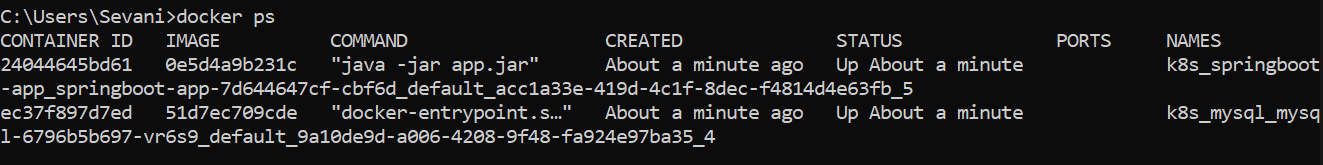 C:\Users\Sevani>docker ps
CONTAINER ID   IMAGE          COMMAND                  CREATED              STATUS              PORTS     NAMES
24044645bd61   0e5d4a9b231c   "java -jar app.jar"      About a minute ago   Up About a minute             k8s_springboot
-app_springboot-app-7d644647cf-cbf6d_default_acc1a33e-419d-4c1f-8dec-f4814d4e63fb_5
ec37f897d7ed   51d7ec709cde   "docker-entrypoint.s…"   About a minute ago   Up About a minute             k8s_mysql_mysq
l-6796b5b697-vr6s9_default_9a10de9d-a006-4208-9f48-fa924e97ba35_4